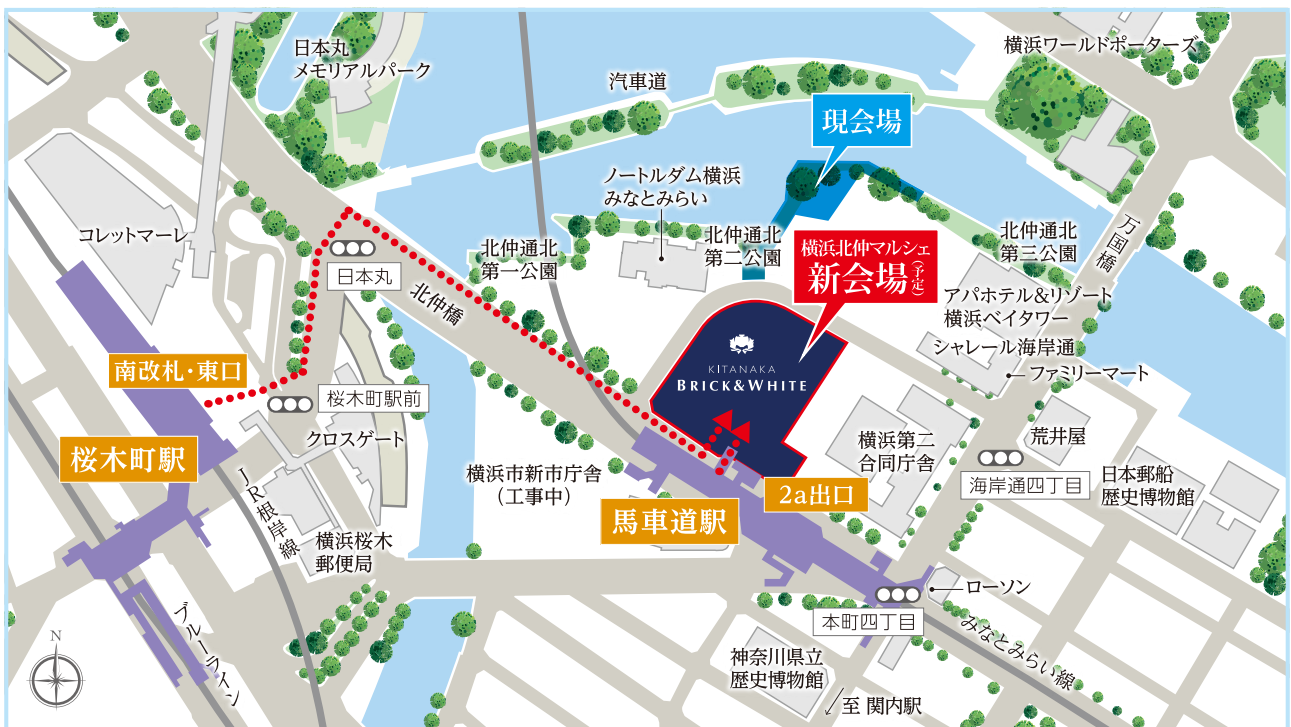 日本丸
メモリアルパーク
汽車道
横浜ワールドポーターズ
現会場
ノートルダム横浜
みなとみらい
コレットマーレ
北仲通北
第一公園
北仲通北
第二公園
横浜北仲マルシェ
新会場(予定)
北仲通北
第三公園
万国橋
日本丸
北仲橋
アパホテル&リゾート
横浜ベイタワー
シャレール海岸通
ファミリーマート
KITANAKA
BRICK&WHITE
南改札・東口
桜木町駅前
クロスゲート
桜木町駅
横浜市新市庁舎
(工事中)
横浜第二
合同庁舎
荒井屋
海岸通四丁目
日本郵船
歴史博物館
2a出口
馬車道駅
JR根岸線
横浜桜木
郵便局
ブルーライン
ローソン
本町四丁目
みなとみらい線
神奈川県立
歴史博物館
至 関内駅
N